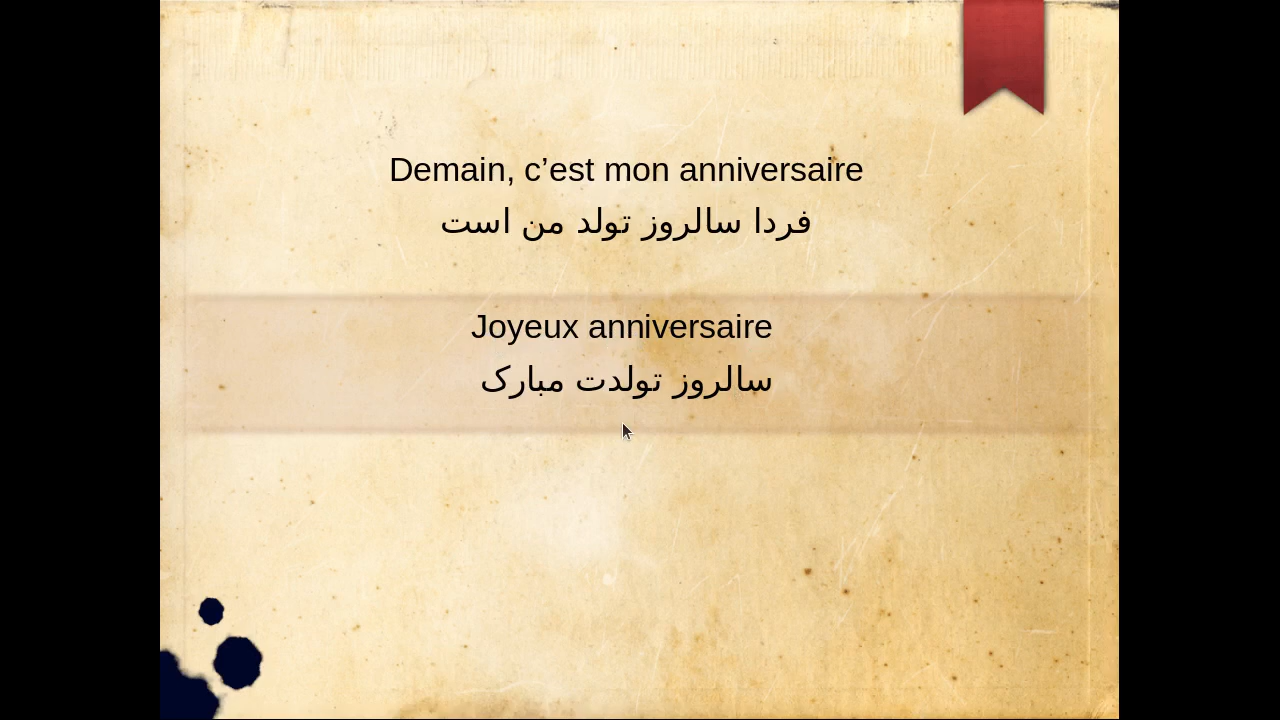 Demain, c’est mon anniversaire
فردا سالروز تولد من است
Joyeux anniversaire
سالروز تولدت مبارک